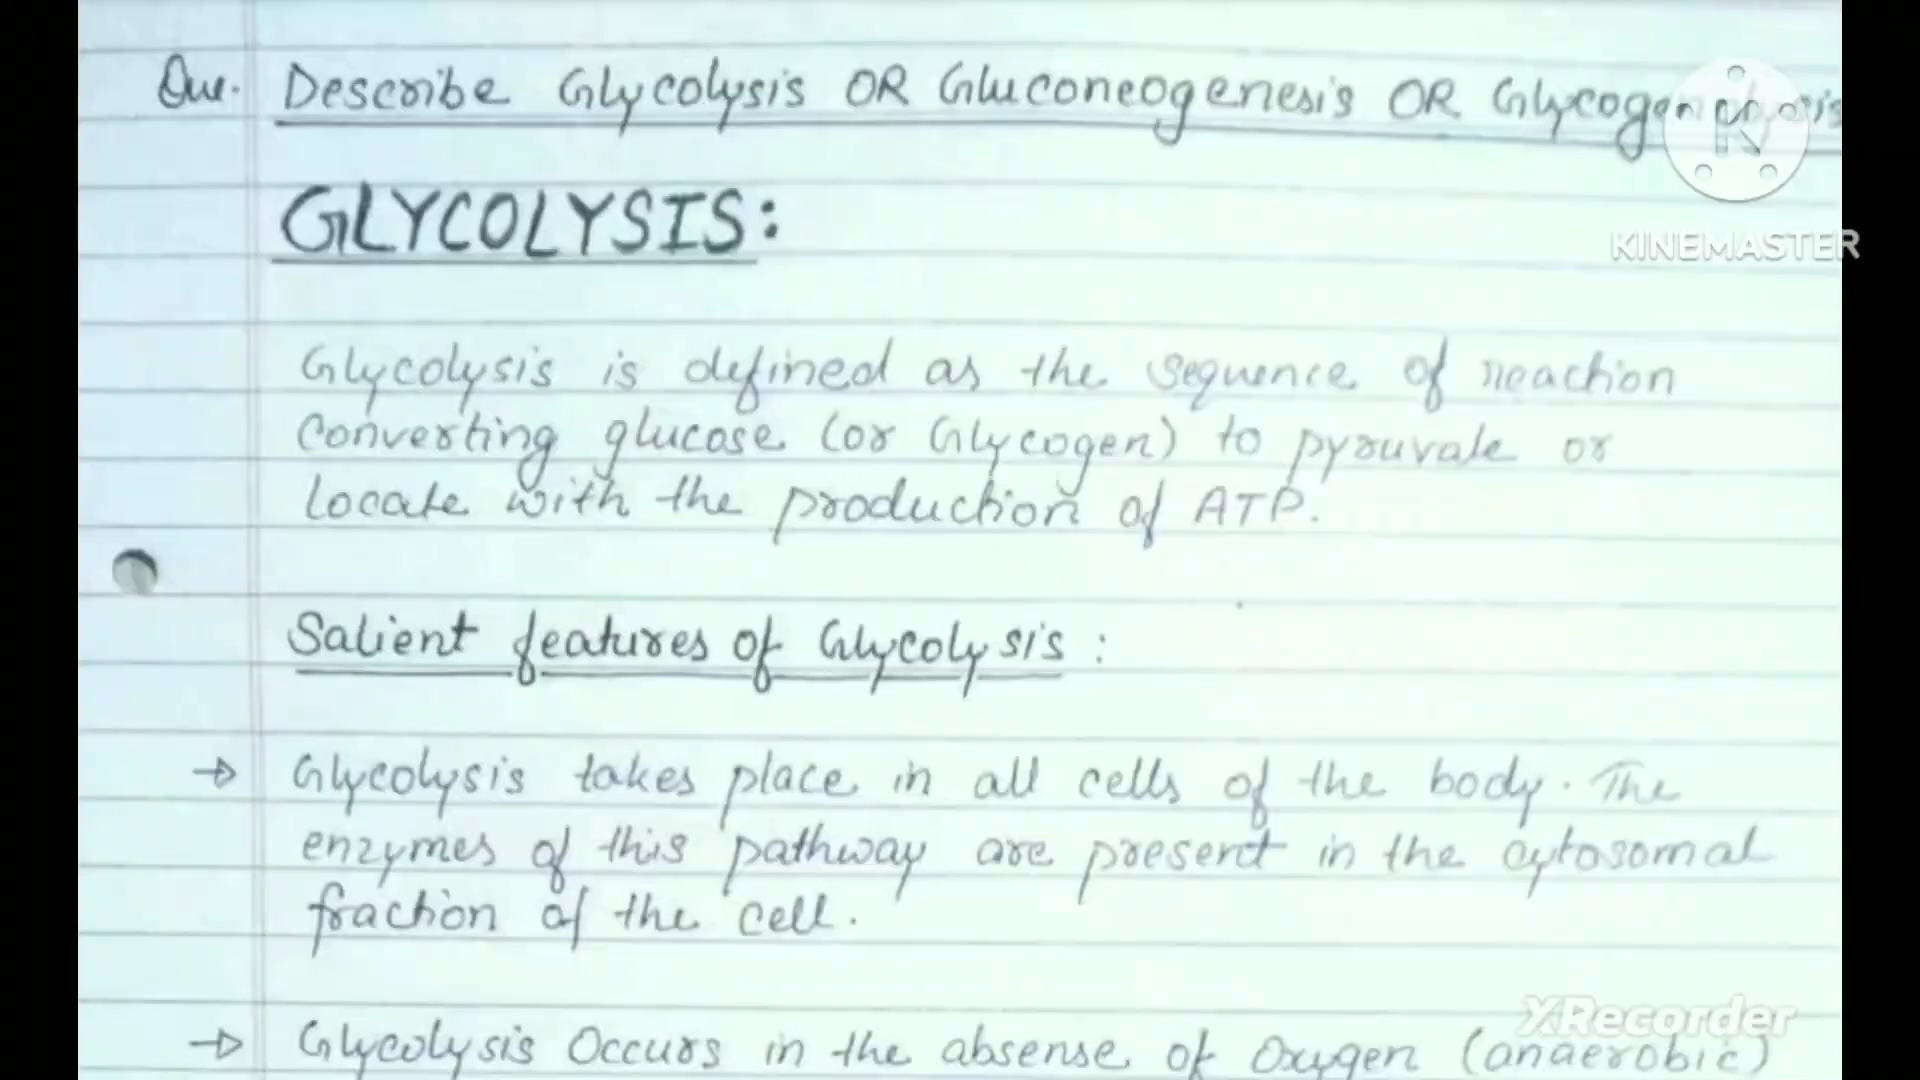 Que. Describe Glycolysis OR Gluconeogenesis OR
GLYCOLYSIS:
KINEMASTER
Glycolysis is defined as the sequence of reaction
converting glucose (or Glycogen) to pyruvate or
Locate with the production of ATP.
Salient features of Glycolysis :
→ Glycolysis takes place in all cells of the body. The
enzymes of this pathway are present in the cytosomal
fraction of the cell.
XRecorder
→ Glycolysis Occurs in the absense of Oxygen (anaerobic)